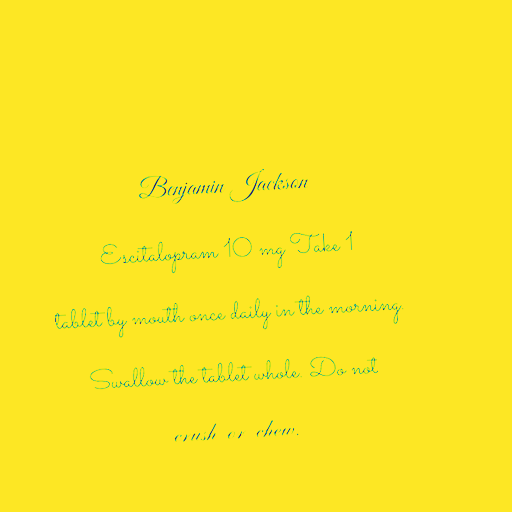 Benjamin Jackson
Escitalopram 10 mg Take 1
tablet by mouth once daily in the morning
Swallow the tablet whole. Do not
crush or chew.